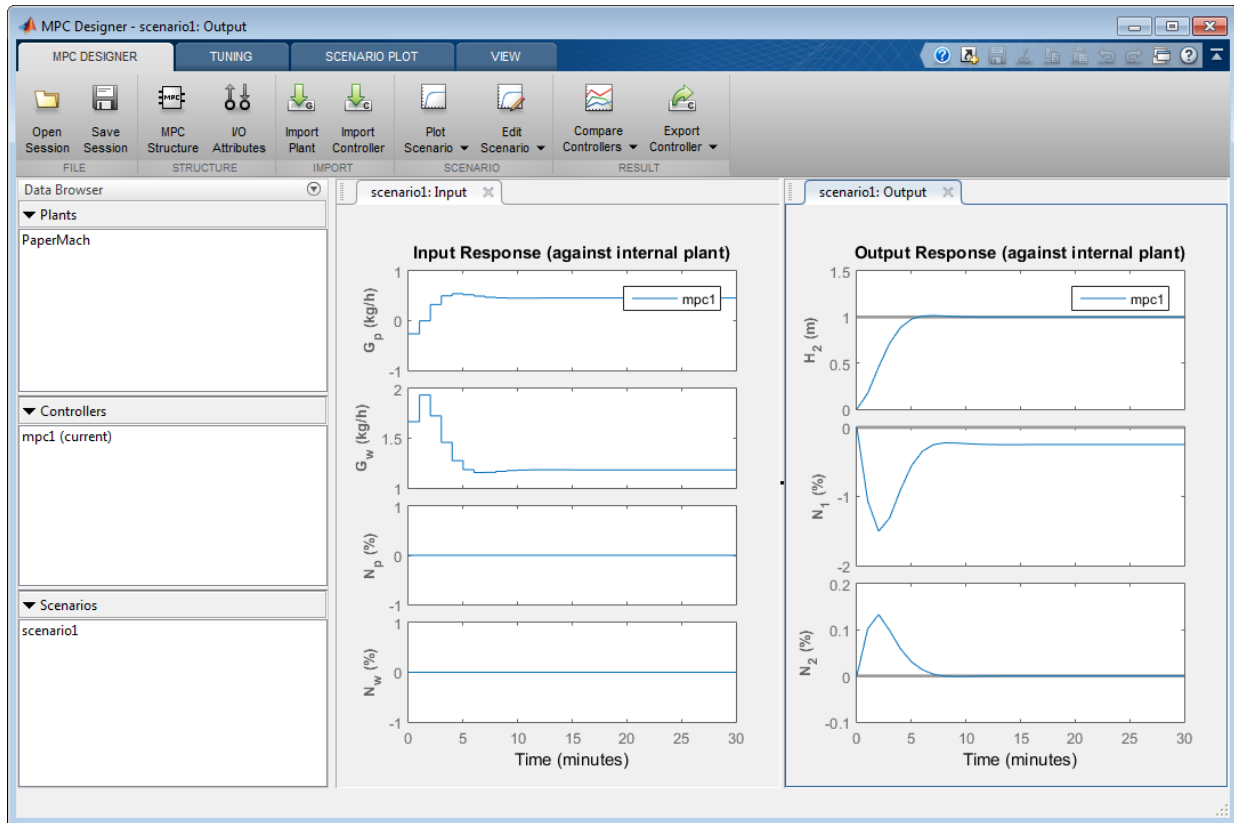 MPC Designer - scenario1: Output
MPC DESIGNER
TUNING
SCENARIO PLOT
VIEW
Open Session
Save Session
MPC Structure
I/O Attributes
Import Plant
Import Controller
Plot Scenario
Edit Scenario
Compare Controllers
Export Controller
FILE
STRUCTURE
IMPORT
SCENARIO
RESULT
Data Browser
Plants
PaperMach
Controllers
mpc1 (current)
Scenarios
scenario1
scenario1: Input
Input Response (against internal plant)
mpc1
G_p (kg/h)
1
0
-1
G_w (kg/h)
2
1.5
1
N_p (%)
1
0
-1
N_w (%)
1
0
-1
0 5 10 15 20 25 30
Time (minutes)
scenario1: Output
Output Response (against internal plant)
mpc1
H_2 (m)
1.5
1
0.5
0
N_1 (%)
0
-1
-2
N_2 (%)
0.2
0.1
0
-0.1
0 5 10 15 20 25 30
Time (minutes)